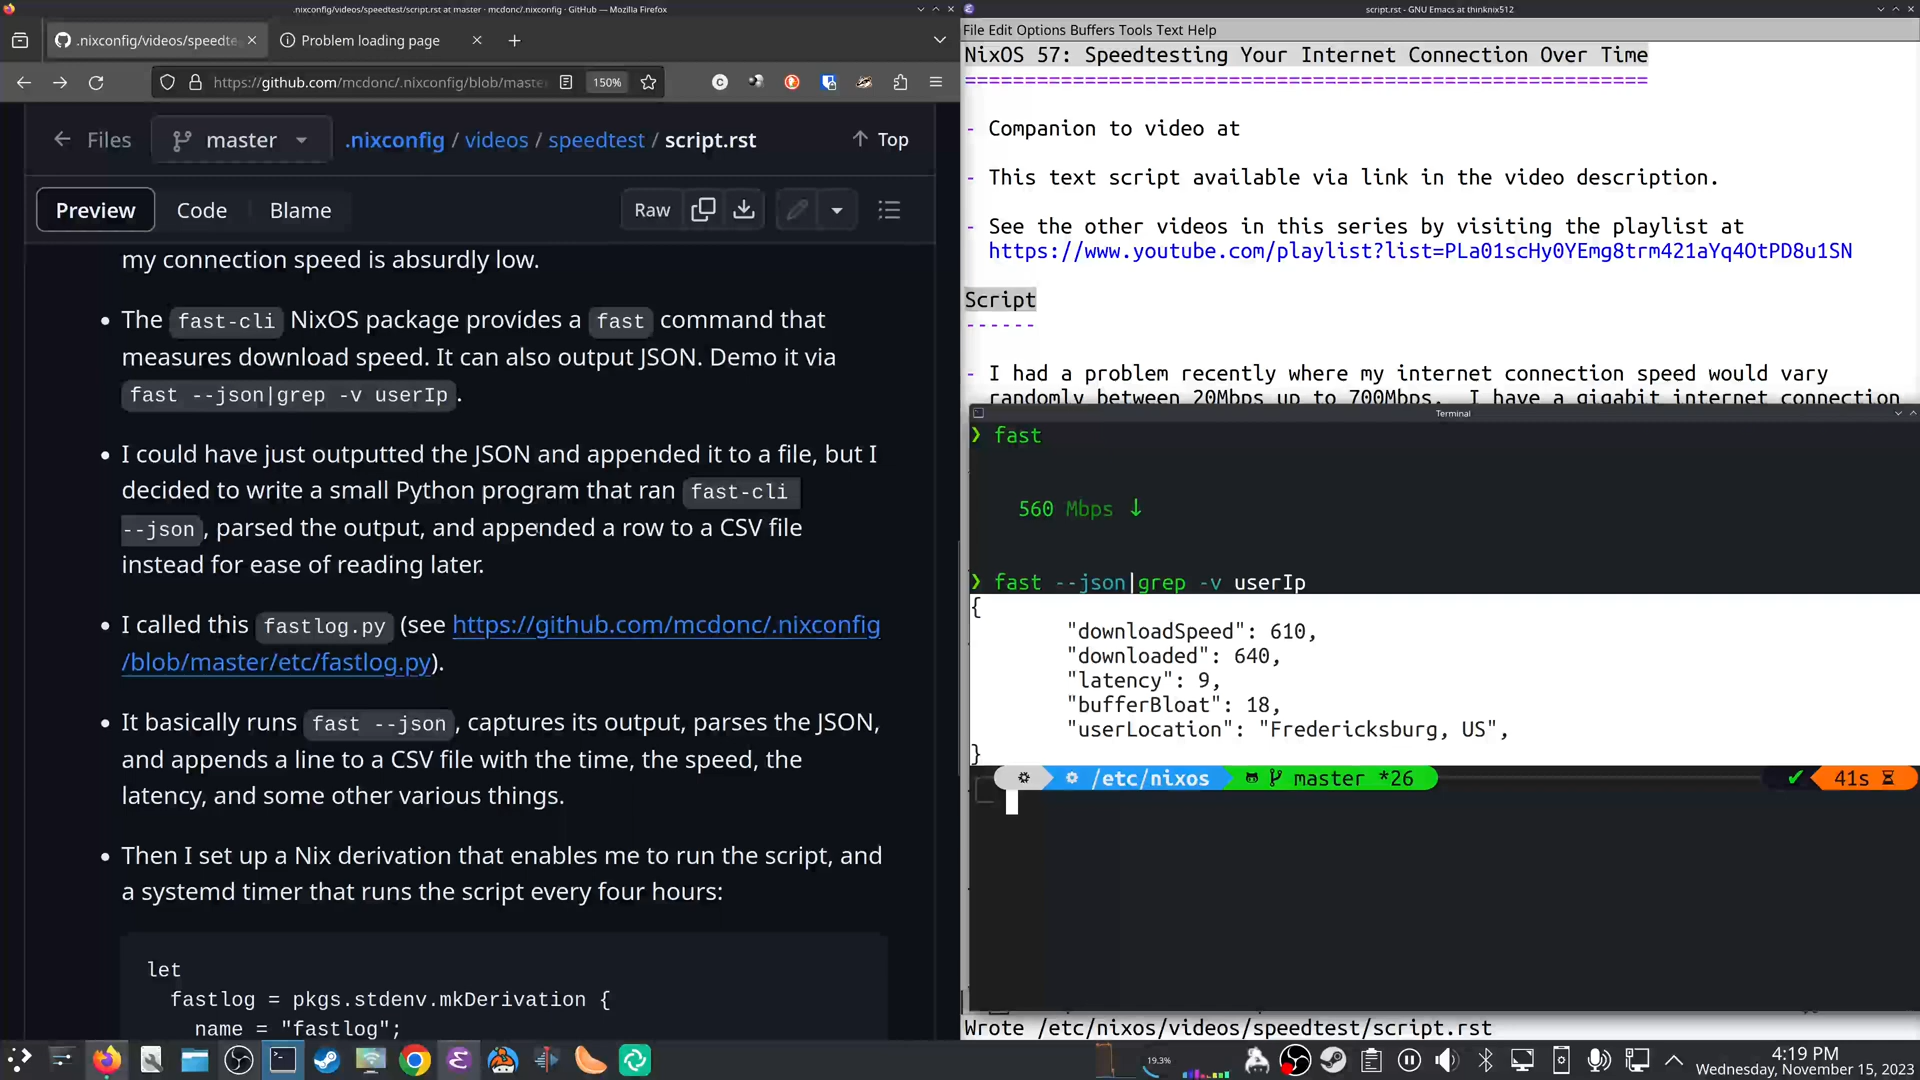 .nixconfig/videos/speedtest/script.rst at master · mcdonc/.nixconfig · GitHub — Mozilla Firefox
.nixconfig/videos/speedte
Problem loading page
https://github.com/mcdonc/.nixconfig/blob/maste
150%
Files
master
.nixconfig / videos / speedtest / script.rst
Top
Preview
Code
Blame
Raw
my connection speed is absurdly low.
• The fast-cli NixOS package provides a fast command that
measures download speed. It can also output JSON. Demo it via
fast --json|grep -v userIp.
• I could have just outputted the JSON and appended it to a file, but I
decided to write a small Python program that ran fast-cli
--json, parsed the output, and appended a row to a CSV file
instead for ease of reading later.
• I called this fastlog.py (see https://github.com/mcdonc/.nixconfig
/blob/master/etc/fastlog.py).
• It basically runs fast --json, captures its output, parses the JSON,
and appends a line to a CSV file with the time, the speed, the
latency, and some other various things.
• Then I set up a Nix derivation that enables me to run the script, and
a systemd timer that runs the script every four hours:
let
fastlog = pkgs.stdenv.mkDerivation {
name = "fastlog";
script.rst - GNU Emacs at thinknix512
File Edit Options Buffers Tools Text Help
NixOS 57: Speedtesting Your Internet Connection Over Time
=========================================================
- Companion to video at
- This text script available via link in the video description.
- See the other videos in this series by visiting the playlist at
https://www.youtube.com/playlist?list=PLa01scHy0YEmg8trm421aYq4OtPD8u1SN
Script
------
- I had a problem recently where my internet connection speed would vary
randomly between 20Mbps up to 700Mbps. I have a gigabit internet connection
Terminal
❯ fast
560 Mbps ↓
❯ fast --json|grep -v userIp
{
"downloadSpeed": 610,
"downloaded": 640,
"latency": 9,
"bufferBloat": 18,
"userLocation": "Fredericksburg, US",
}
/etc/nixos master *26
✔ 41s
Wrote /etc/nixos/videos/speedtest/script.rst
19.3%
4:19 PM
Wednesday, November 15, 2023